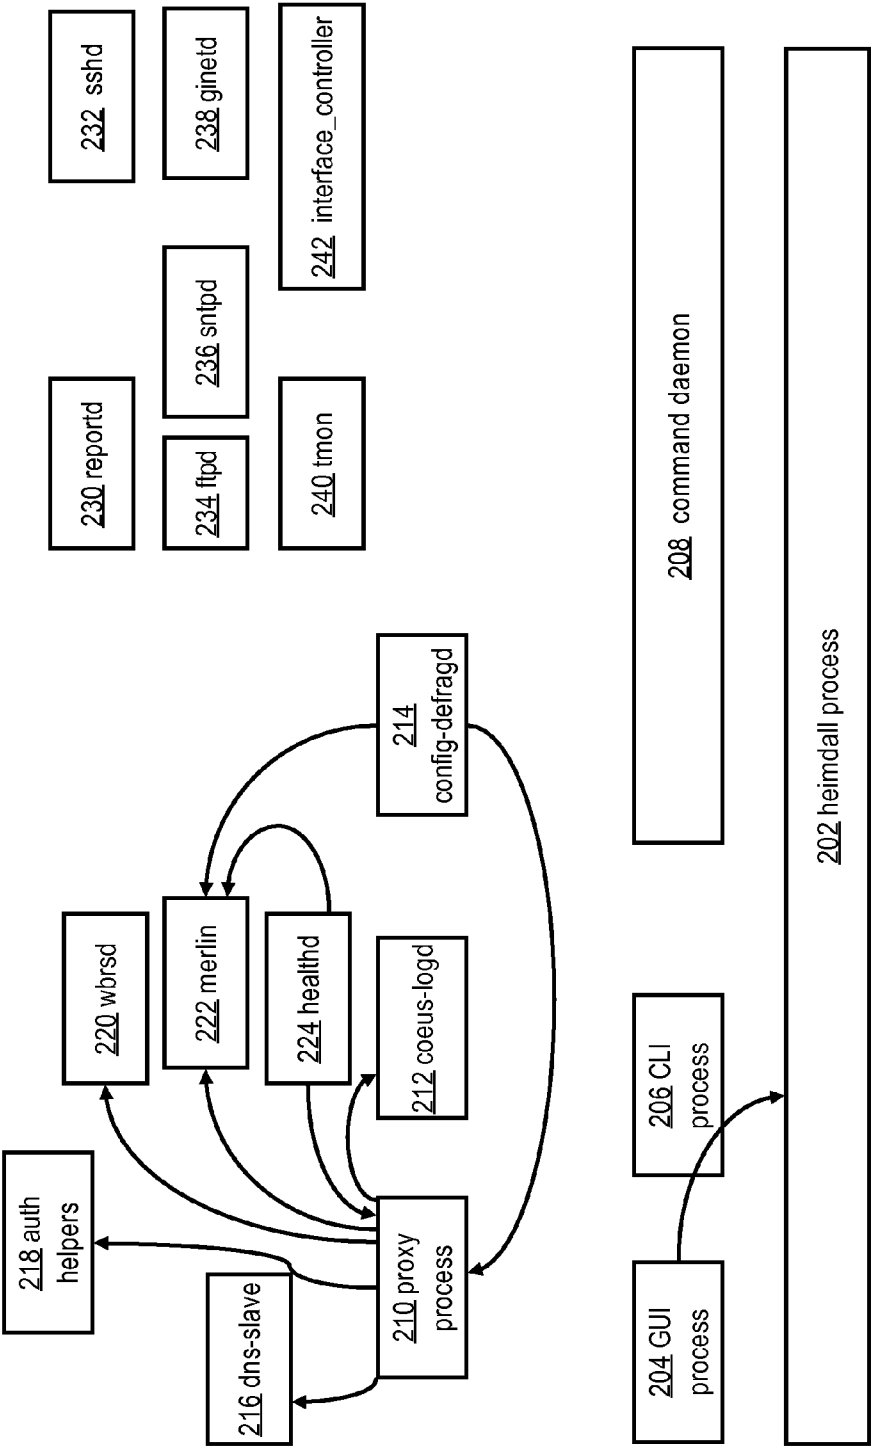 218 auth
helpers
220 wbrsd
230 reportd
232 sshd
216 dns-slave
222 merlin
234 ftpd
236 sntpd
238 ginetd
224 healthd
240 tmon
242 interface_controller
210 proxy
process
212 coeus-logd
214
config-defragd
204 GUI
process
206 CLI
process
208 command daemon
202 heimdall process